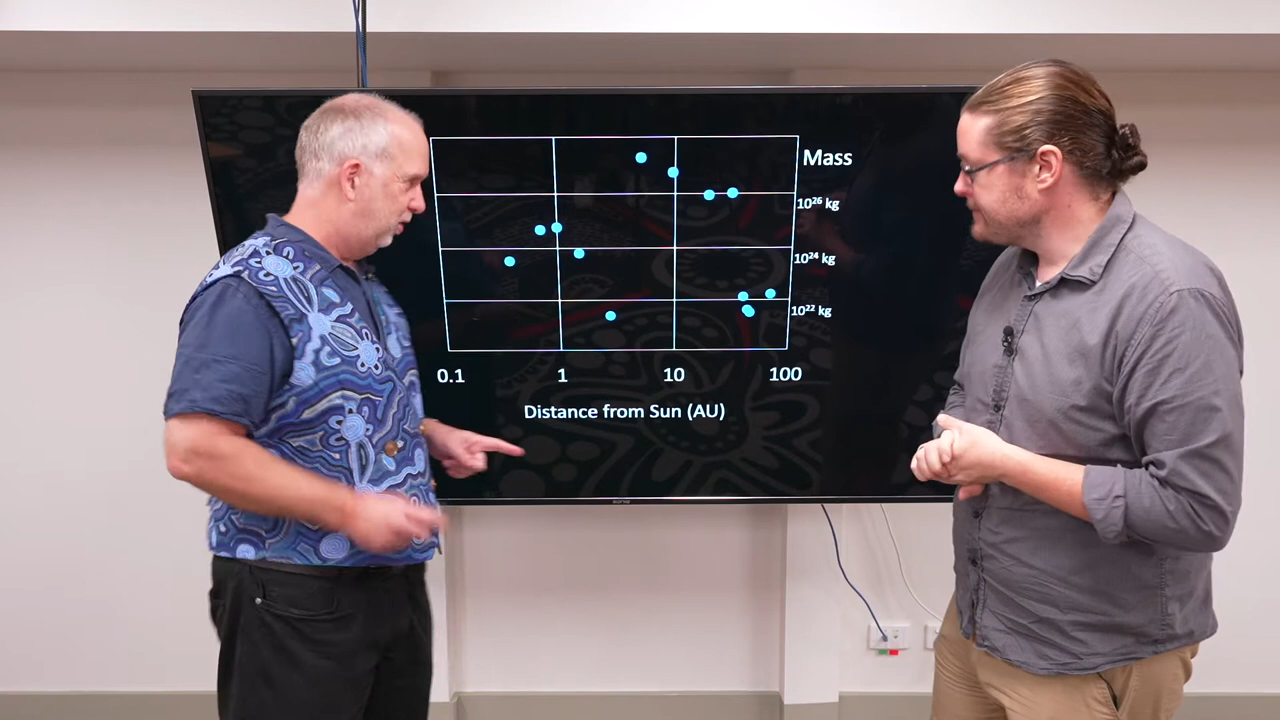 Mass
10²⁶ kg
10²⁴ kg
10²² kg
0.1 1 10 100
Distance from Sun (AU)